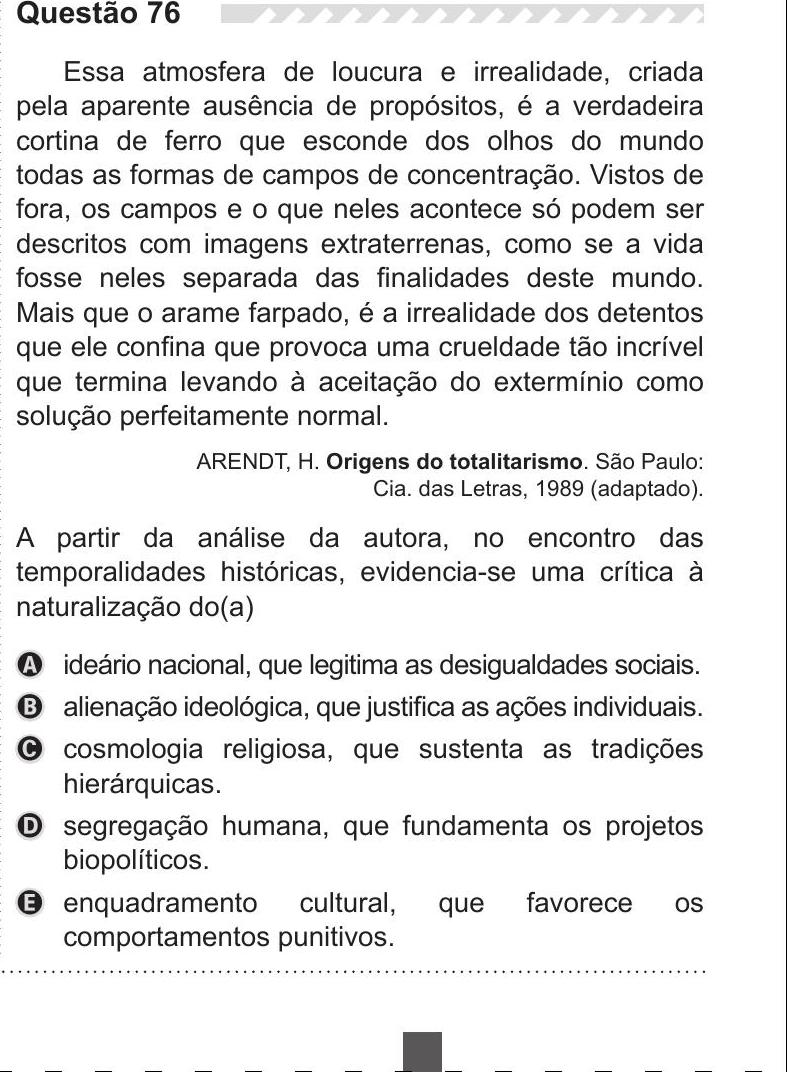 Questão 76
Essa atmosfera de loucura e irrealidade, criada
pela aparente ausência de propósitos, é a verdadeira
cortina de ferro que esconde dos olhos do mundo
todas as formas de campos de concentração. Vistos de
fora, os campos e o que neles acontece só podem ser
descritos com imagens extraterrenas, como se a vida
fosse neles separada das finalidades deste mundo.
Mais que o arame farpado, é a irrealidade dos detentos
que ele confina que provoca uma crueldade tão incrível
que termina levando à aceitação do extermínio como
solução perfeitamente normal.
ARENDT, H. Origens do totalitarismo. São Paulo:
Cia. das Letras, 1989 (adaptado).
A partir da análise da autora, no encontro das
temporalidades históricas, evidencia-se uma crítica à
naturalização do(a)
A ideário nacional, que legitima as desigualdades sociais.
B alienação ideológica, que justifica as ações individuais.
C cosmologia religiosa, que sustenta as tradições
hierárquicas.
D segregação humana, que fundamenta os projetos
biopolíticos.
E enquadramento cultural, que favorece os
comportamentos punitivos.